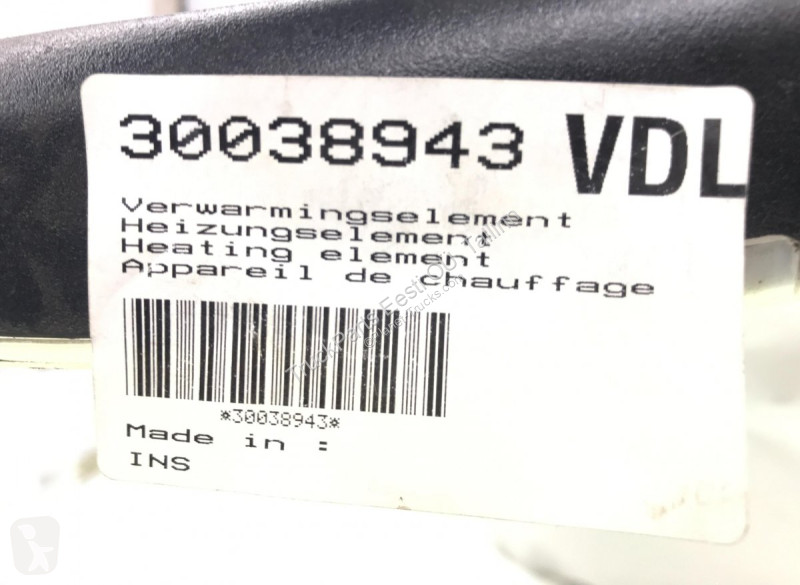 30038943 VDL
Verwarmingselement
Heizungselement
Heating element
Appareil de chauffage
*30038943*
Made in :
INS